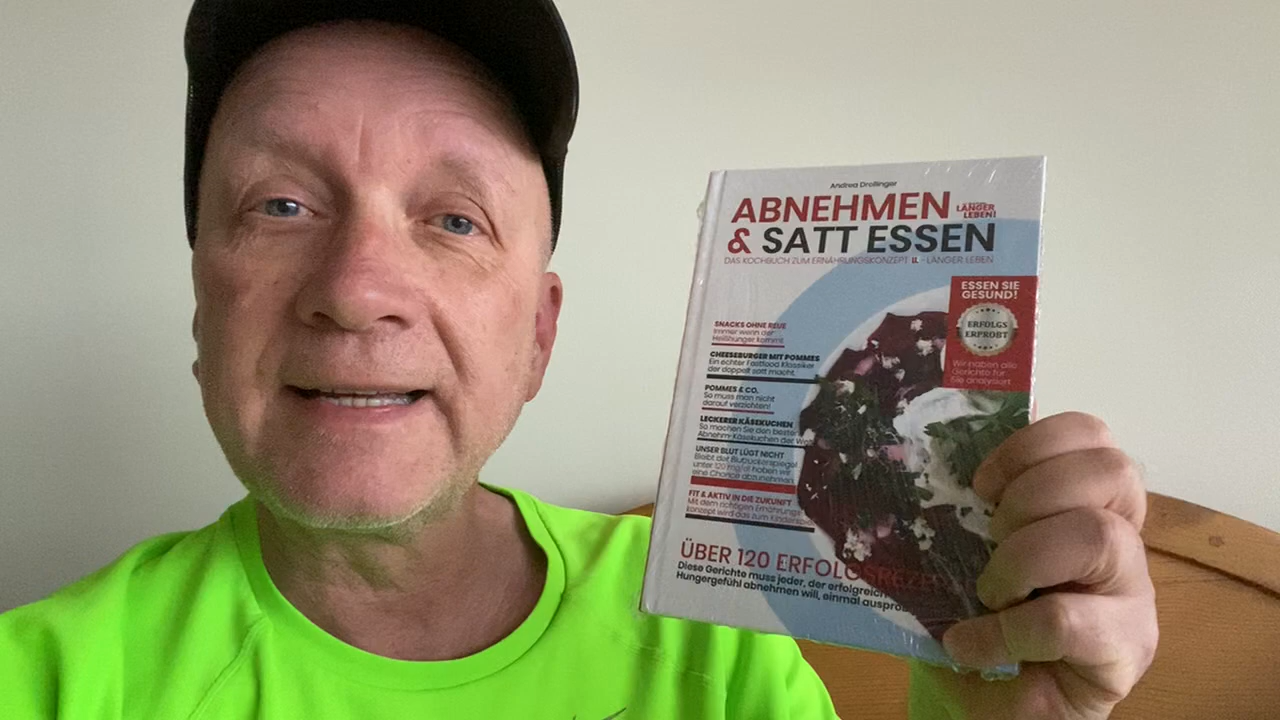 Andrea Drollinger
ABNEHMEN
LÄNGER
LEBEN!
& SATT ESSEN
DAS KOCHBUCH ZUM ERNÄHRUNGSKONZEPT LL - LÄNGER LEBEN
ESSEN SIE
GESUND!
ERFOLGS
ERPROBT
Wir haben alle
Gerichte für
Sie analysiert
SNACKS OHNE REUE
Immer wenn der
Heißhunger kommt
CHEESEBURGER MIT POMMES
Ein echter Fastfood Klassiker
der doppelt satt macht.
POMMES & CO.
So muss man nicht
darauf verzichten!
LECKERER KÄSEKUCHEN
So machen Sie den besten
Abnehm-Käsekuchen der Welt
UNSER BLUT LÜGT NICHT
Bleibt der Blutzuckerspiegel
unter 120 mg/dl haben wir
eine Chance abzunehmen
FIT & AKTIV IN DIE ZUKUNFT
Mit dem richtigen Ernährungs-
konzept wird das zum Kinderspiel
ÜBER 120 ERFOLGSREZEPTE
Diese Gerichte muss jeder, der erfolgreich
Hungergefühl abnehmen will, einmal